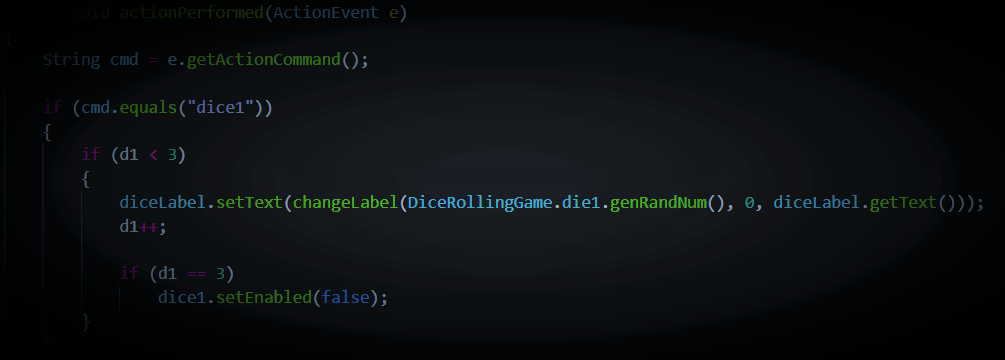 void actionPerformed(ActionEvent e)
{
String cmd = e.getActionCommand();
if (cmd.equals("dice1"))
{
if (d1 < 3)
{
diceLabel.setText(changeLabel(DiceRollingGame.die1.genRandNum(), 0, diceLabel.getText()));
d1++;
if (d1 == 3)
dice1.setEnabled(false);
}